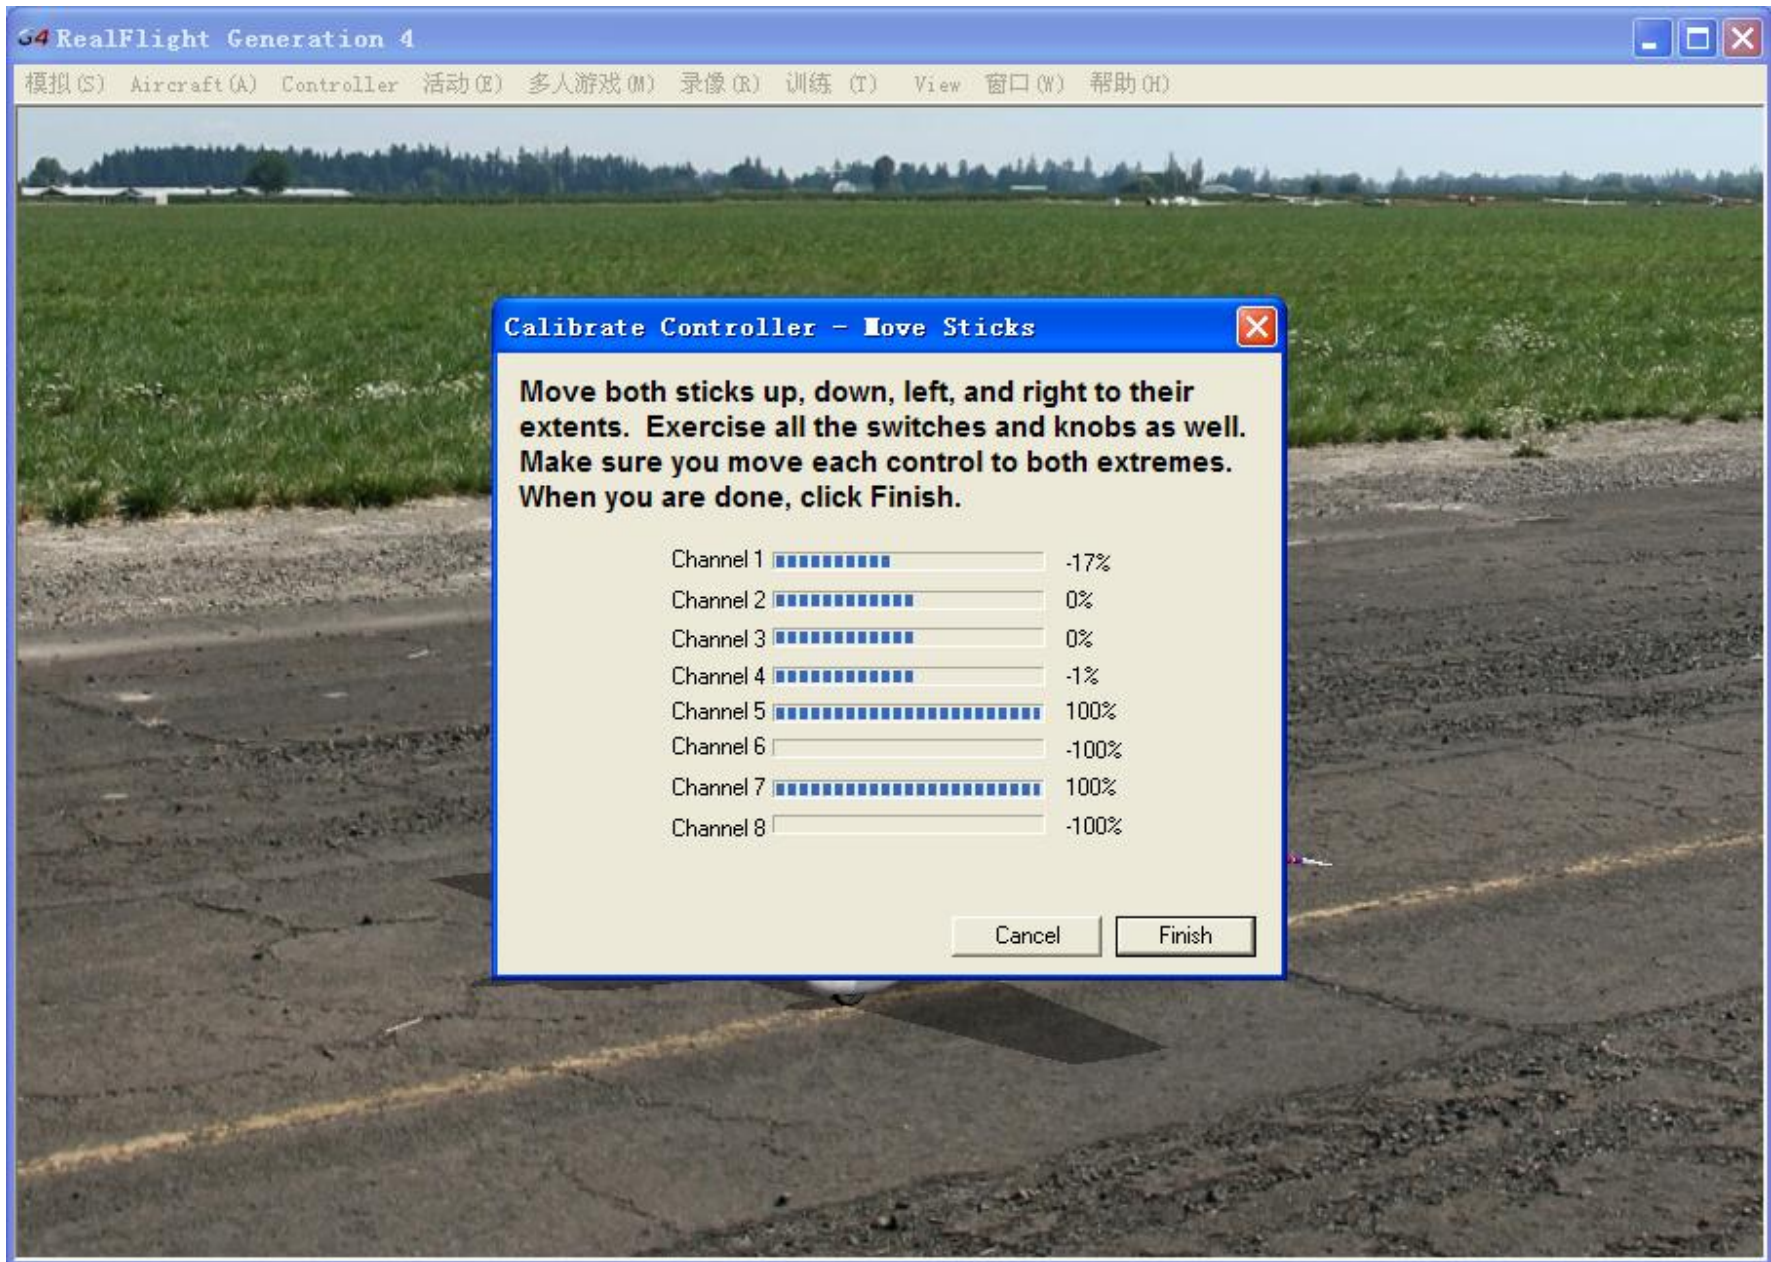 G4 RealFlight Generation 4
模拟(S) Aircraft(A) Controller 活动(E) 多人游戏(M) 录像(R) 训练 (T) View 窗口(W) 帮助(H)
Calibrate Controller - Move Sticks
Move both sticks up, down, left, and right to their
extents. Exercise all the switches and knobs as well.
Make sure you move each control to both extremes.
When you are done, click Finish.
Channel 1 -17%
Channel 2 0%
Channel 3 0%
Channel 4 -1%
Channel 5 100%
Channel 6 -100%
Channel 7 100%
Channel 8 -100%
Cancel Finish